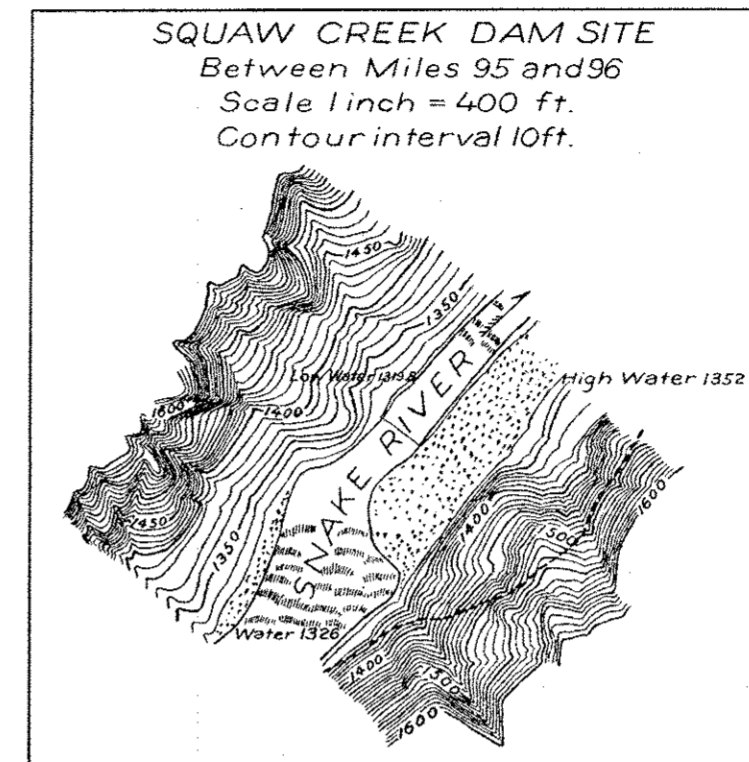 SQUAW CREEK DAM SITE
Between Miles 95 and 96
Scale 1 inch = 400 ft.
Contour interval 10ft.
1450
1350
Low Water 1319.8
High Water 1352
1600
1400
SNAKE RIVER
1600
1400
500
1450
1350
Water 1326
1400
1500
1600